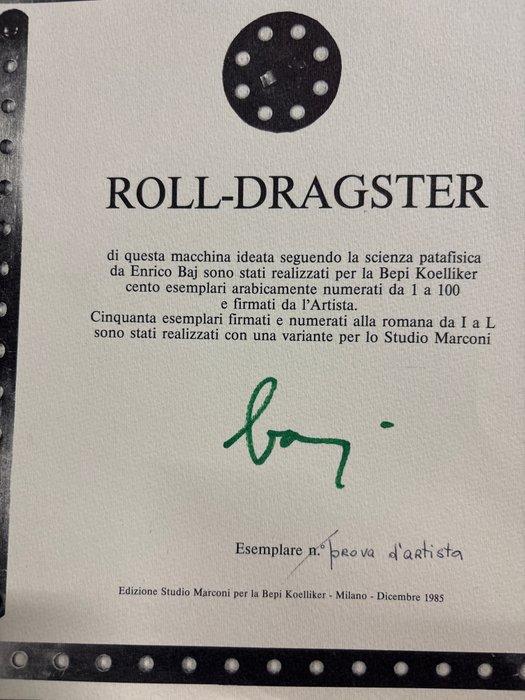 ROLL-DRAGSTER
di questa macchina ideata seguendo la scienza patafisica
da Enrico Baj sono stati realizzati per la Bepi Koelliker
cento esemplari arabicamente numerati da 1 a 100
e firmati da l'Artista.
Cinquanta esemplari firmati e numerati alla romana da I a L
sono stati realizzati con una variante per lo Studio Marconi
baj
Esemplare n.° prova d'artista
Edizione Studio Marconi per la Bepi Koelliker - Milano - Dicembre 1985